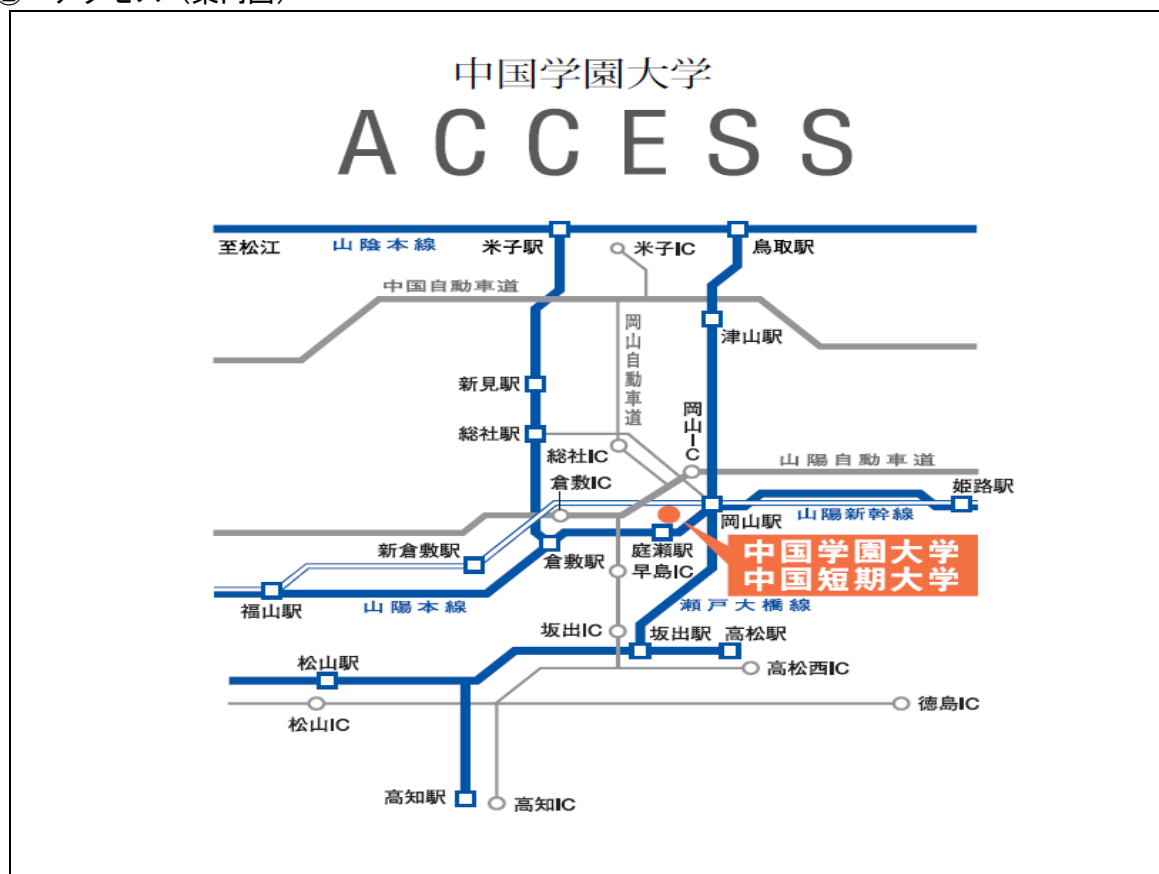 アクセス（案内図）
中国学園大学
ACCESS
至松江
山陰本線
米子駅
米子IC
鳥取駅
中国自動車道
岡山自動車道
津山駅
新見駅
岡山IC
総社駅
総社IC
山陽自動車道
倉敷IC
姫路駅
岡山駅
山陽新幹線
新倉敷駅
倉敷駅
庭瀬駅
早島IC
中国学園大学
中国短期大学
福山駅
山陽本線
瀬戸大橋線
坂出IC
坂出駅
高松駅
松山駅
高松西IC
徳島IC
松山IC
高知駅
高知IC